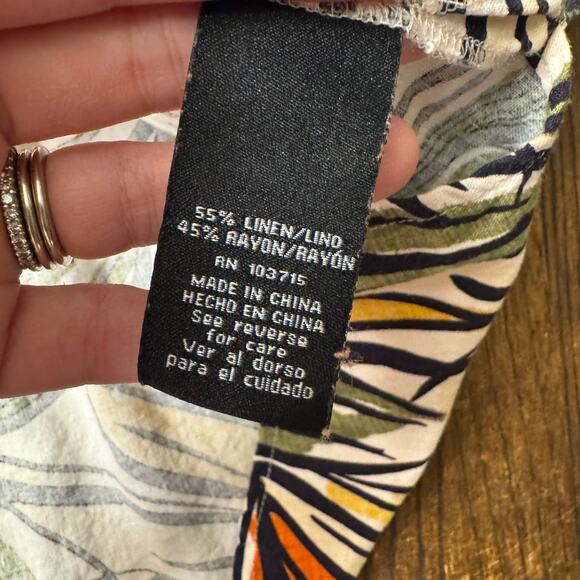 55% LINEN/LINO
45% RAYON/RAYÓN
RN 103715
MADE IN CHINA
HECHO EN CHINA
See reverse
for care
Ver al dorso
para el cuidado